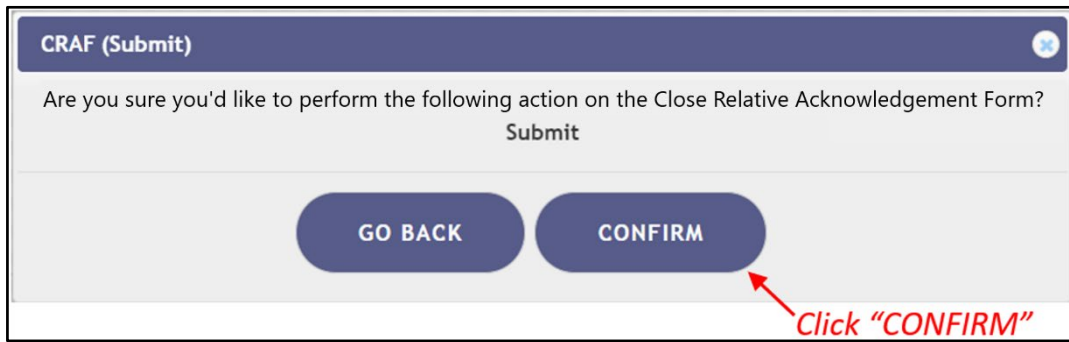 CRAF (Submit)
Are you sure you'd like to perform the following action on the Close Relative Acknowledgement Form?
Submit
GO BACK CONFIRM
Click “CONFIRM”